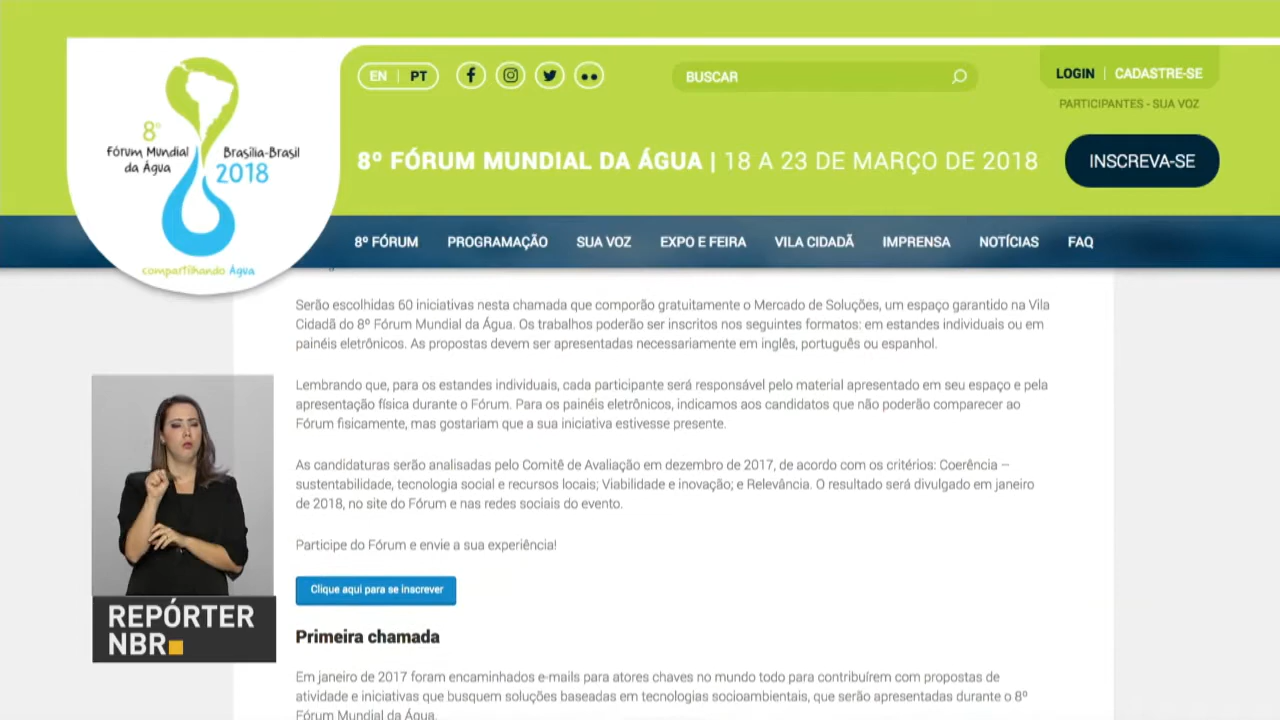 8º
Fórum Mundial
da Água
Brasília-Brasil
2018
compartilhando Água
EN | PT
BUSCAR
LOGIN | CADASTRE-SE
PARTICIPANTES - SUA VOZ
8º FÓRUM MUNDIAL DA ÁGUA | 18 A 23 DE MARÇO DE 2018
INSCREVA-SE
8º FÓRUM PROGRAMAÇÃO SUA VOZ EXPO E FEIRA VILA CIDADÃ IMPRENSA NOTÍCIAS FAQ
Serão escolhidas 60 iniciativas nesta chamada que comporão gratuitamente o Mercado de Soluções, um espaço garantido na Vila
Cidadã do 8º Fórum Mundial da Água. Os trabalhos poderão ser inscritos nos seguintes formatos: em estandes individuais ou em
painéis eletrônicos. As propostas devem ser apresentadas necessariamente em inglês, português ou espanhol.
Lembrando que, para os estandes individuais, cada participante será responsável pelo material apresentado em seu espaço e pela
apresentação física durante o Fórum. Para os painéis eletrônicos, indicamos aos candidatos que não poderão comparecer ao
Fórum fisicamente, mas gostariam que a sua iniciativa estivesse presente.
As candidaturas serão analisadas pelo Comitê de Avaliação em dezembro de 2017, de acordo com os critérios: Coerência –
sustentabilidade, tecnologia social e recursos locais; Viabilidade e inovação; e Relevância. O resultado será divulgado em janeiro
de 2018, no site do Fórum e nas redes sociais do evento.
Participe do Fórum e envie a sua experiência!
Clique aqui para se inscrever
Primeira chamada
Em janeiro de 2017 foram encaminhados e-mails para atores chaves no mundo todo para contribuírem com propostas de
atividade e iniciativas que busquem soluções baseadas em tecnologias socioambientais, que serão apresentadas durante o 8º
Fórum Mundial da Água.
REPÓRTER
NBR